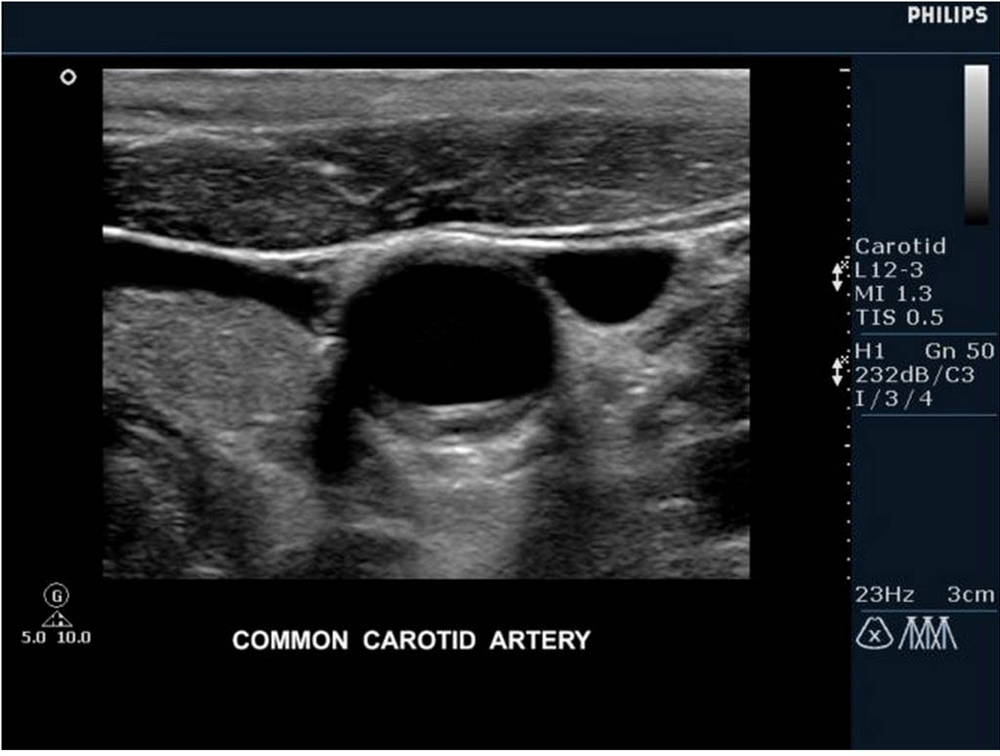 PHILIPS
Carotid
L12-3
MI 1.3
TIS 0.5
H1 Gn 50
232dB/C3
I/3/4
23Hz 3cm
X
G
5.0 10.0
COMMON CAROTID ARTERY